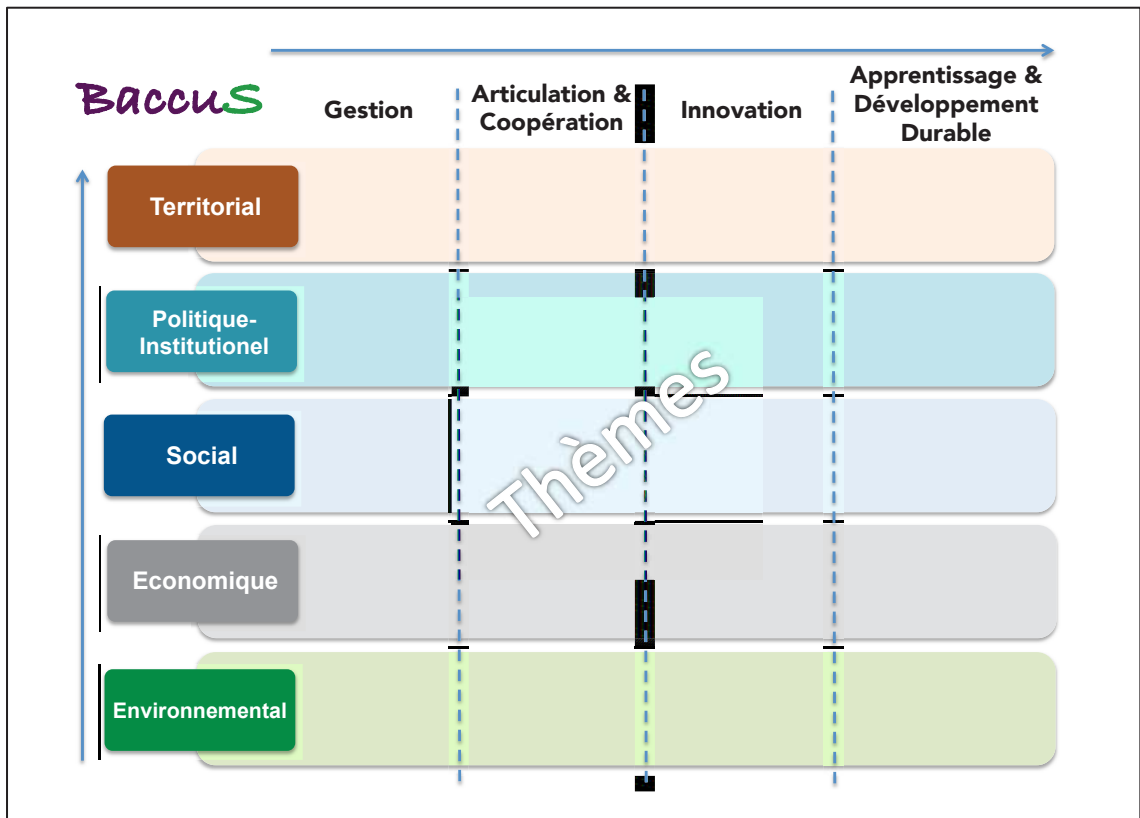 BaccuS
Gestion
Articulation &
Coopération
Innovation
Apprentissage &
Développement
Durable
Territorial
Politique-
Institutionel
Social
Thèmes
Economique
Environnemental